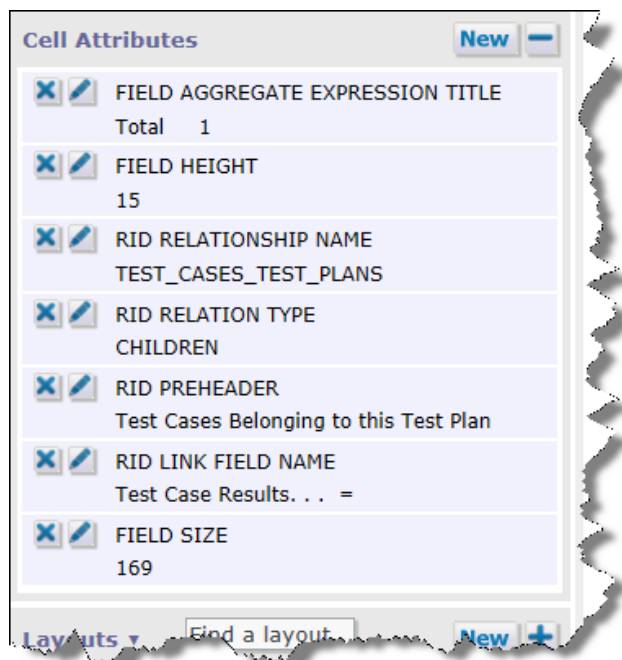 Cell Attributes New
FIELD AGGREGATE EXPRESSION TITLE
Total 1
FIELD HEIGHT
15
RID RELATIONSHIP NAME
TEST_CASES_TEST_PLANS
RID RELATION TYPE
CHILDREN
RID PREHEADER
Test Cases Belonging to this Test Plan
RID LINK FIELD NAME
Test Case Results. . . =
FIELD SIZE
169
Layouts Find a layout New